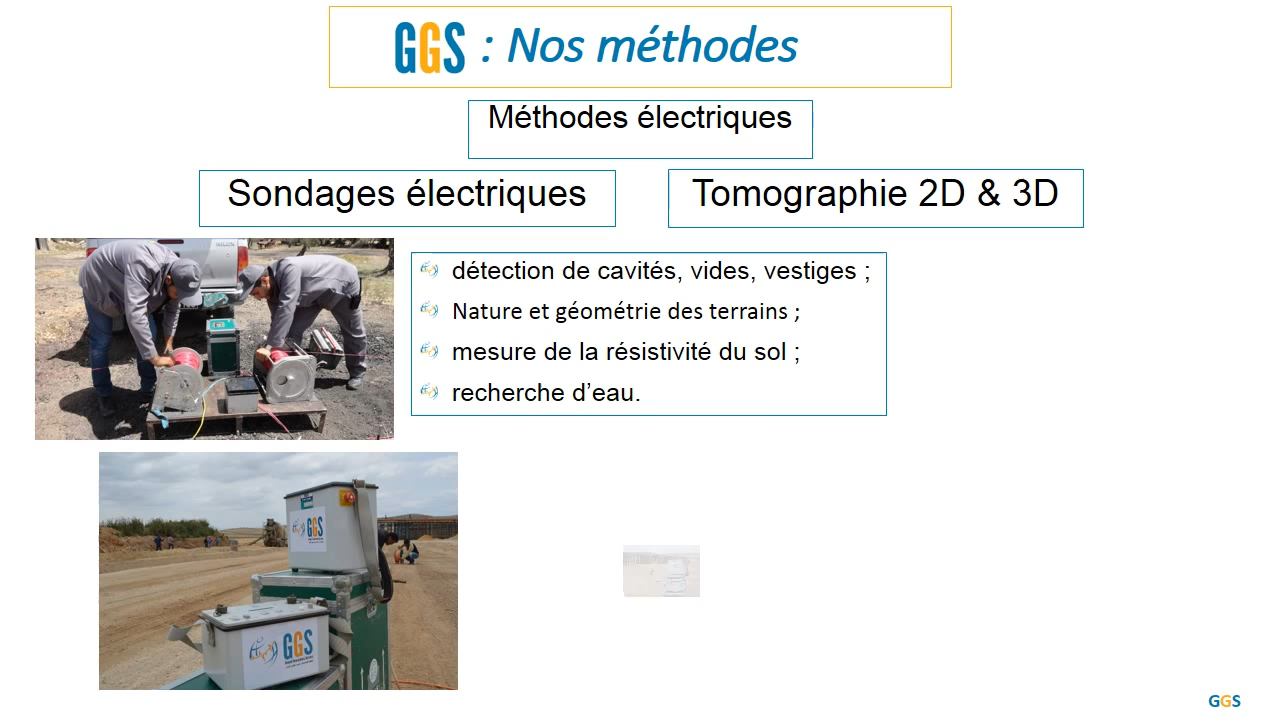 GGS : Nos méthodes
Méthodes électriques
Sondages électriques
Tomographie 2D & 3D
détection de cavités, vides, vestiges ;
Nature et géométrie des terrains ;
mesure de la résistivité du sol ;
recherche d’eau.
GGS
GGS
GGS